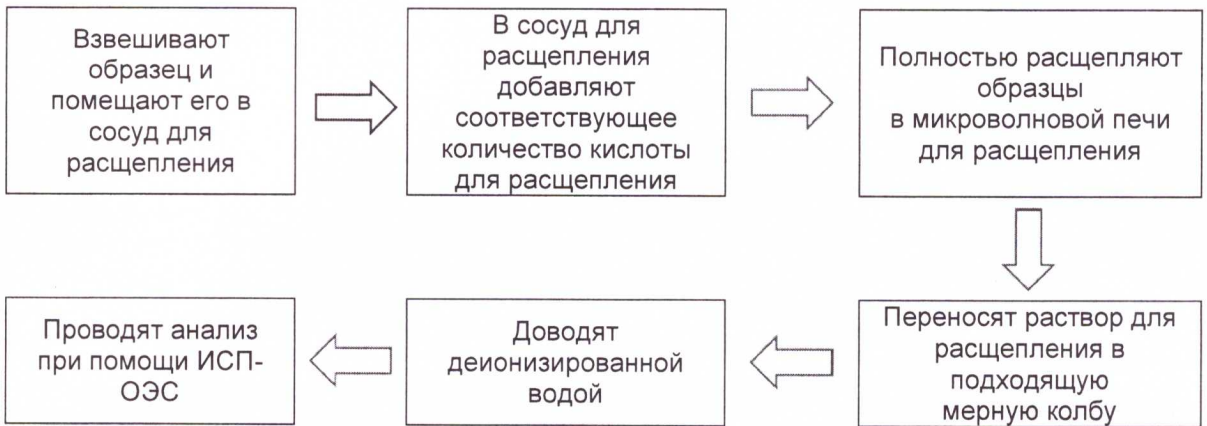 Взвешивают
образец и
помещают его в
сосуд для
расщепления
В сосуд для
расщепления
добавляют
соответствующее
количество кислоты
для расщепления
Полностью расщепляют
образцы
в микроволновой печи
для расщепления
Переносят раствор для
расщепления в
подходящую
мерную колбу
Доводят
деионизированной
водой
Проводят анализ
при помощи ИСП-
ОЭС